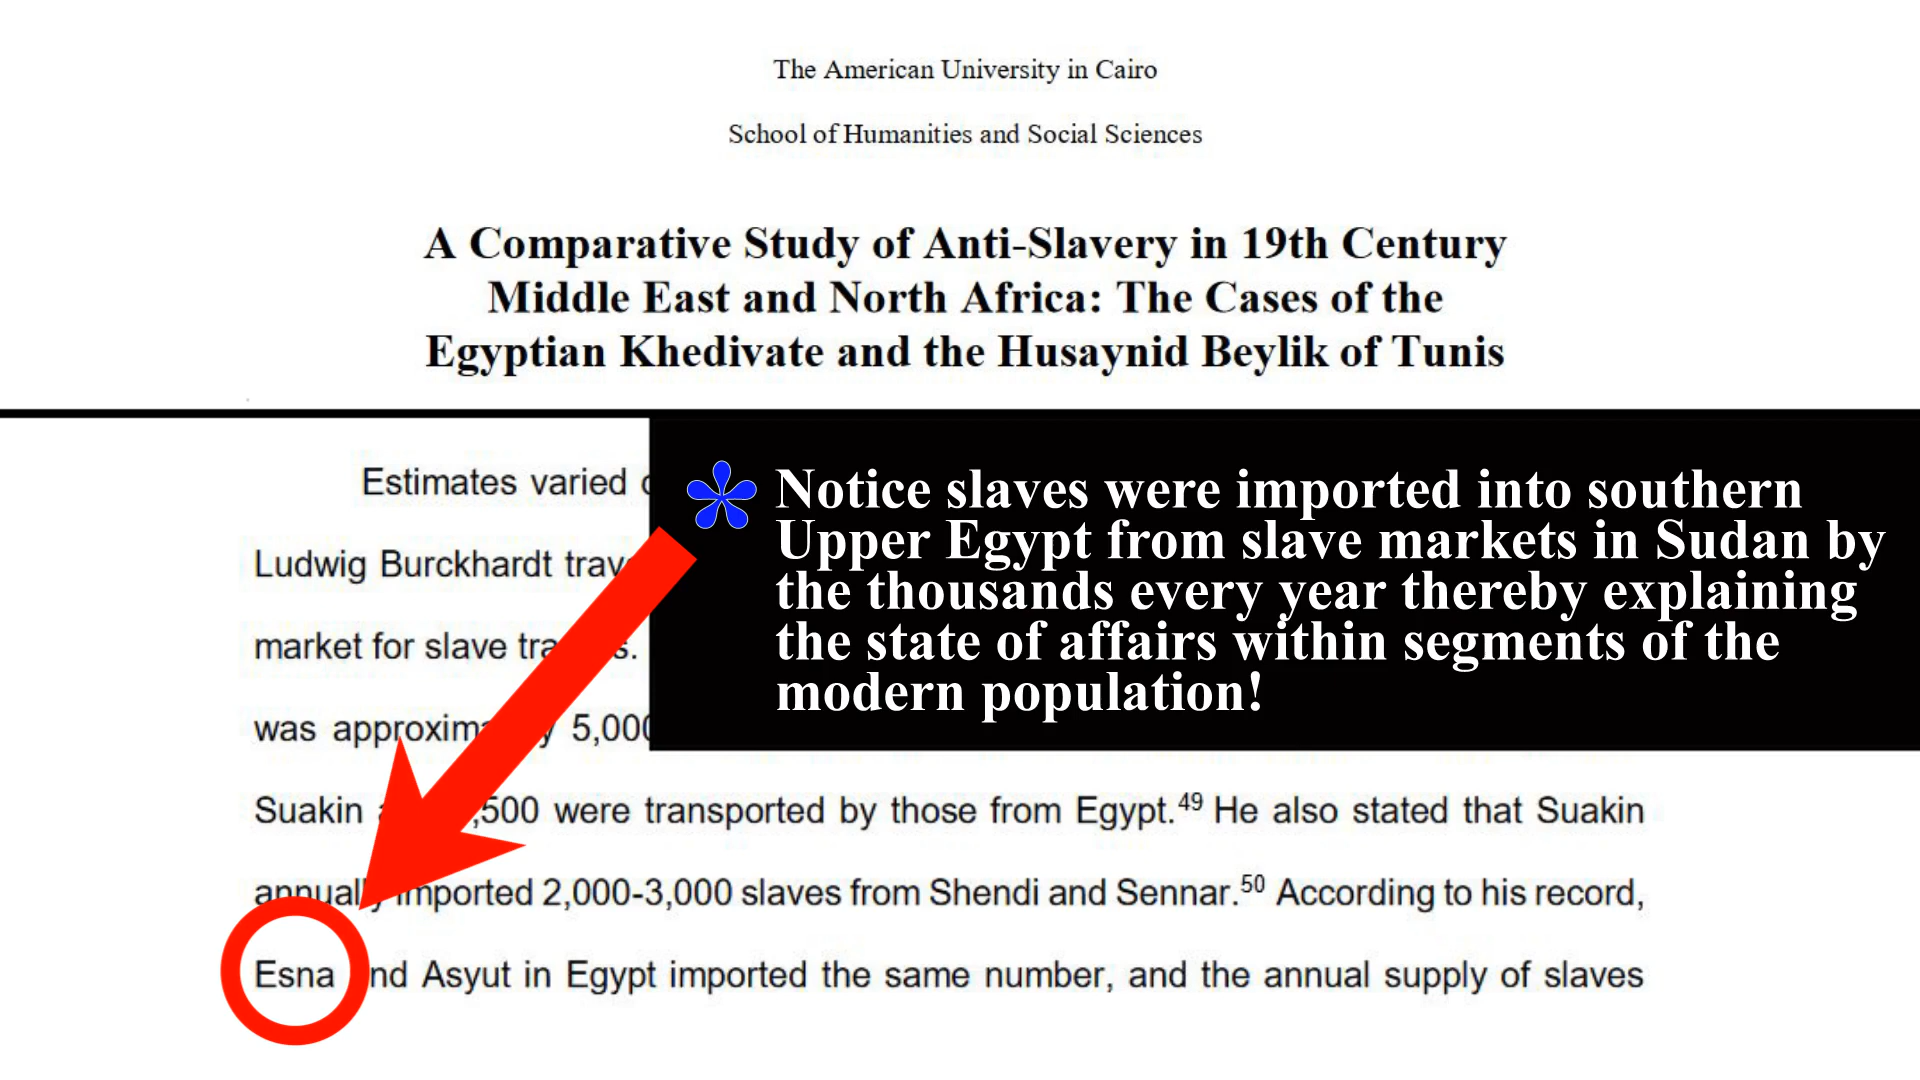 The American University in Cairo
School of Humanities and Social Sciences
A Comparative Study of Anti-Slavery in 19th Century
Middle East and North Africa: The Cases of the
Egyptian Khedivate and the Husaynid Beylik of Tunis
Estimates varied
Ludwig Burckhardt
market for slave
was 5,000
* Notice slaves were imported into southern
Upper Egypt from slave markets in Sudan by
the thousands every year thereby explaining
the state of affairs within segments of the
modern population!
Suakin ,500 were transported by those from Egypt.49 He also stated that Suakin
annually imported 2,000-3,000 slaves from Shendi and Sennar.50 According to his record,
Esna and Asyut in Egypt imported the same number, and the annual supply of slaves